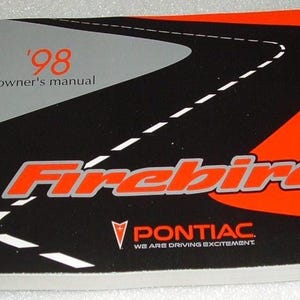 '98
owner's manual
Firebird
PONTIAC.
WE ARE DRIVING EXCITEMENT.